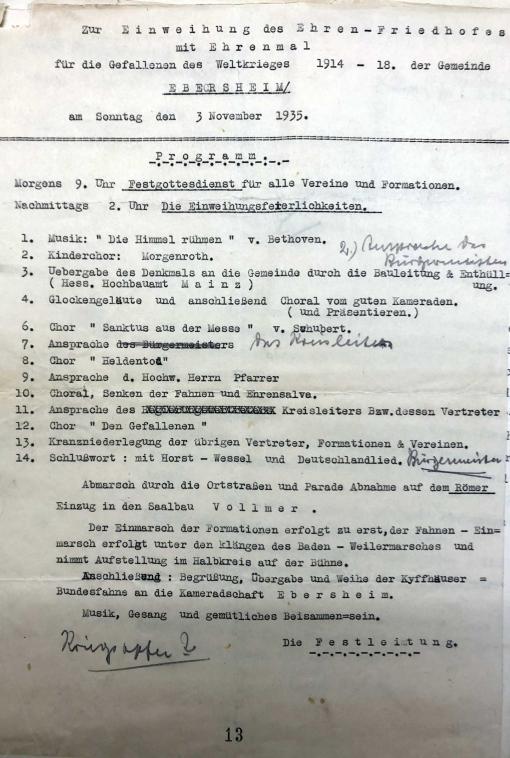 Zur Einweihung des Ehren-Friedhofes
mit Ehrenmal
für die Gefallenen des Weltkrieges 1914 - 18. der Gemeinde
EBERSHEIM/
am Sonntag den 3 November 1935.
Programm:
Morgens 9. Uhr Festgottesdienst für alle Vereine und Formationen.
Nachmittags 2. Uhr Die Einweihungsfeierlichkeiten.
1. Musik: " Die Himmel rühmen " v. Bethoven.
2.) Ansprache des
Bürgermeisters
2. Kinderchor: Morgenroth.
3. Uebergabe des Denkmals an die Gemeinde durch die Bauleitung & Enthüll=
( Hess. Hochbauamt Mainz ) ung.
4. Glockengeläute und anschließend Choral vom guten Kameraden.
( und Präsentieren.)
6. Chor " Sanktus aus der Messe " v. Schubert.
7. Ansprache des Bürgermeisters des Kreisleiters
8. Chor " Heldentod"
9. Ansprache d. Hochw. Herrn Pfarrer
10. Choral, Senken der Fahnen und Ehrensalva.
11. Ansprache des Kreisleiters Bzw.dessen Vertreter
12. Chor "Den Gefallenen "
13. Kranzniederlegung der übrigen Vertreter, Formationen & Vereinen.
14. Schlußwort : mit Horst - Wessel und Deutschlandlied. Bürgermeister
Abmarsch durch die Ortstraßen und Parade Abnahme auf dem Römer
Einzug in den Saalbau Vollmer .
Der Einmarsch der Formationen erfolgt zu erst,der Fahnen - Ein=
marsch erfolgt unter den klängen des Baden - Weilermarsches und
nimmt Aufstellung im Halbkreis auf der Bühne.
Anschließend : Begrüßung, Übergabe und Weihe der Kyffhäuser =
Bundesfahne an die Kameradschaft Ebersheim.
Musik, Gesang und gemütliches Beisammen=sein.
Kriegsopfer ?
Die Festleitung.
13